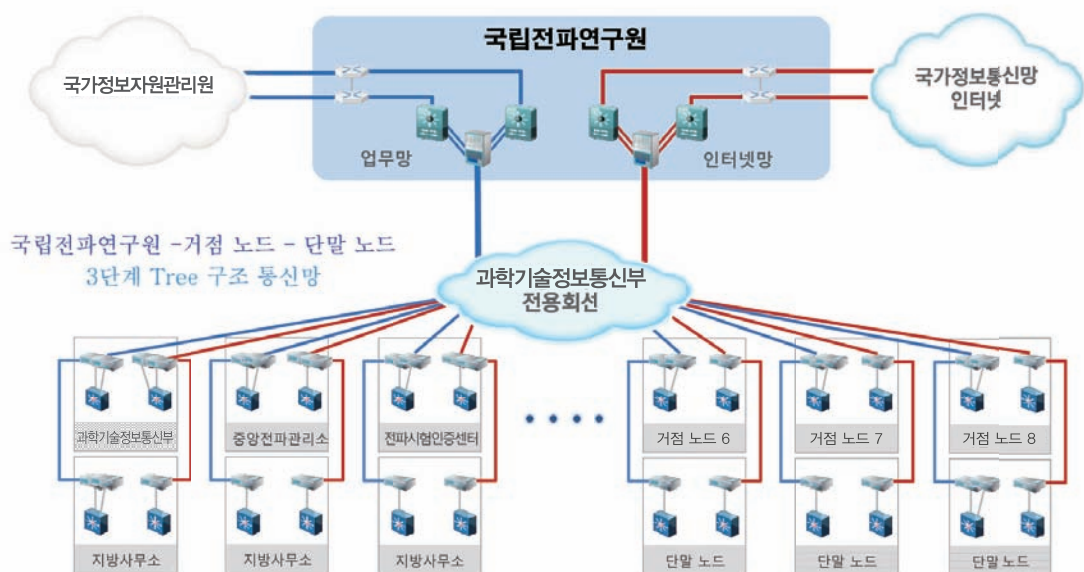 국립전파연구원
국가정보자원관리원
국가정보통신망
인터넷
업무망
인터넷망
국립전파연구원 -거점 노드 - 단말 노드
3단계 Tree 구조 통신망
과학기술정보통신부
전용회선
과학기술정보통신부
중앙전파관리소
전파시험인증센터
거점 노드 6
거점 노드 7
거점 노드 8
지방사무소
지방사무소
지방사무소
단말 노드
단말 노드
단말 노드